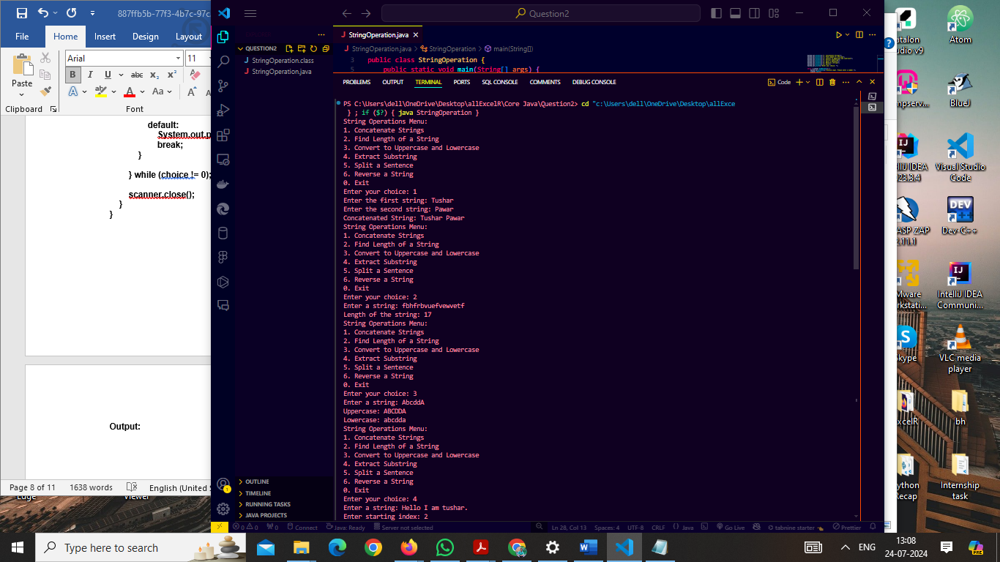 887ffb5b-77f3-4b7c-97c
File Home Insert Design Layout
Paste
Arial 11
B I U abc x₂ x²
A ab A Aa A
Clipboard Font
default:
System.out.p
break;
}
} while (choice != 0);
scanner.close();
}
}
Output:
Page 8 of 11 1638 words English (United S
Question2
QUESTION2
StringOperation.class
J StringOperation.java
OUTLINE
TIMELINE
RUNNING TASKS
JAVA PROJECTS
J StringOperation.java ×
J StringOperation.java > StringOperation > main(String[])
3 public class StringOperation {
5 public static void main(String[] args) {
PROBLEMS OUTPUT TERMINAL PORTS SQL CONSOLE COMMENTS DEBUG CONSOLE
Code
PS C:\Users\dell\OneDrive\Desktop\allExcelR\Core Java\Question2> cd "c:\Users\dell\OneDrive\Desktop\allExce
} ; if ($?) { java StringOperation }
String Operations Menu:
1. Concatenate Strings
2. Find Length of a String
3. Convert to Uppercase and Lowercase
4. Extract Substring
5. Split a Sentence
6. Reverse a String
0. Exit
Enter your choice: 1
Enter the first string: Tushar
Enter the second string: Pawar
Concatenated String: Tushar Pawar
String Operations Menu:
1. Concatenate Strings
2. Find Length of a String
3. Convert to Uppercase and Lowercase
4. Extract Substring
5. Split a Sentence
6. Reverse a String
0. Exit
Enter your choice: 2
Enter a string: fbhfrbvuefvewvetf
Length of the string: 17
String Operations Menu:
1. Concatenate Strings
2. Find Length of a String
3. Convert to Uppercase and Lowercase
4. Extract Substring
5. Split a Sentence
6. Reverse a String
0. Exit
Enter your choice: 3
Enter a string: AbcddA
Uppercase: ABCDDA
Lowercase: abcdda
String Operations Menu:
1. Concatenate Strings
2. Find Length of a String
3. Convert to Uppercase and Lowercase
4. Extract Substring
5. Split a Sentence
6. Reverse a String
0. Exit
Enter your choice: 4
Enter a string: Hello I am tushar.
Enter starting index: 2
0 0 0 Connect Java: Ready Server not selected Ln 28, Col 13 Spaces: 4 UTF-8 CRLF {} Java Go Live tabnine starter Prettier
atalon Atom
udio v9
mpserv... BlueJ
lliJ IDEA Visual Studio
23.3.4 Code
ASP ZAP Dev-C++
2.11.1
Mware IntelliJ IDEA
rkstati... Communi...
Skype VLC media
player
xcelR bh
ython Internship
Recap task
Edge Viewer
Type here to search
ENG
13:08
24-07-2024
PRE